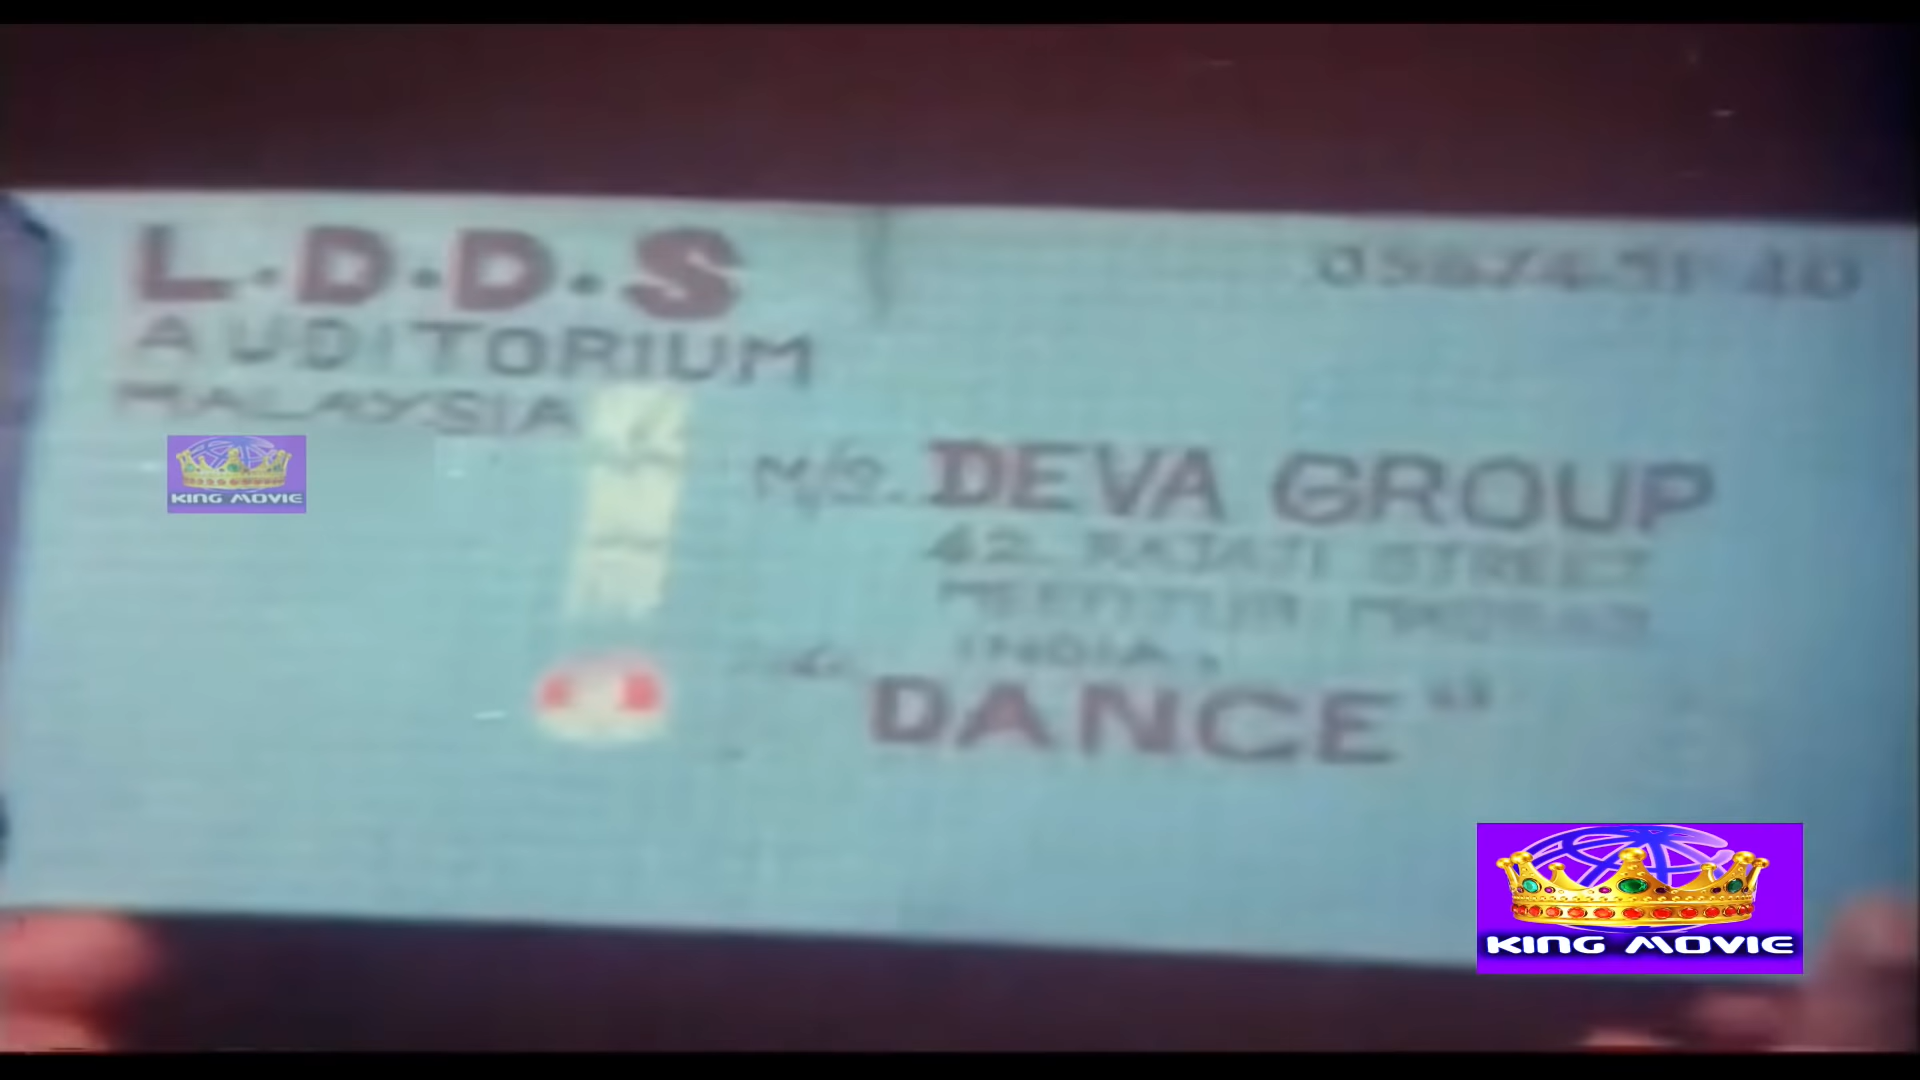 L.D.D.S
AUDITORIUM
MALAYSIA
KING MOVIE
M/S. DEVA GROUP
42 RAJAJI STREET
INDIA,
"DANCE"
KING MOVIE